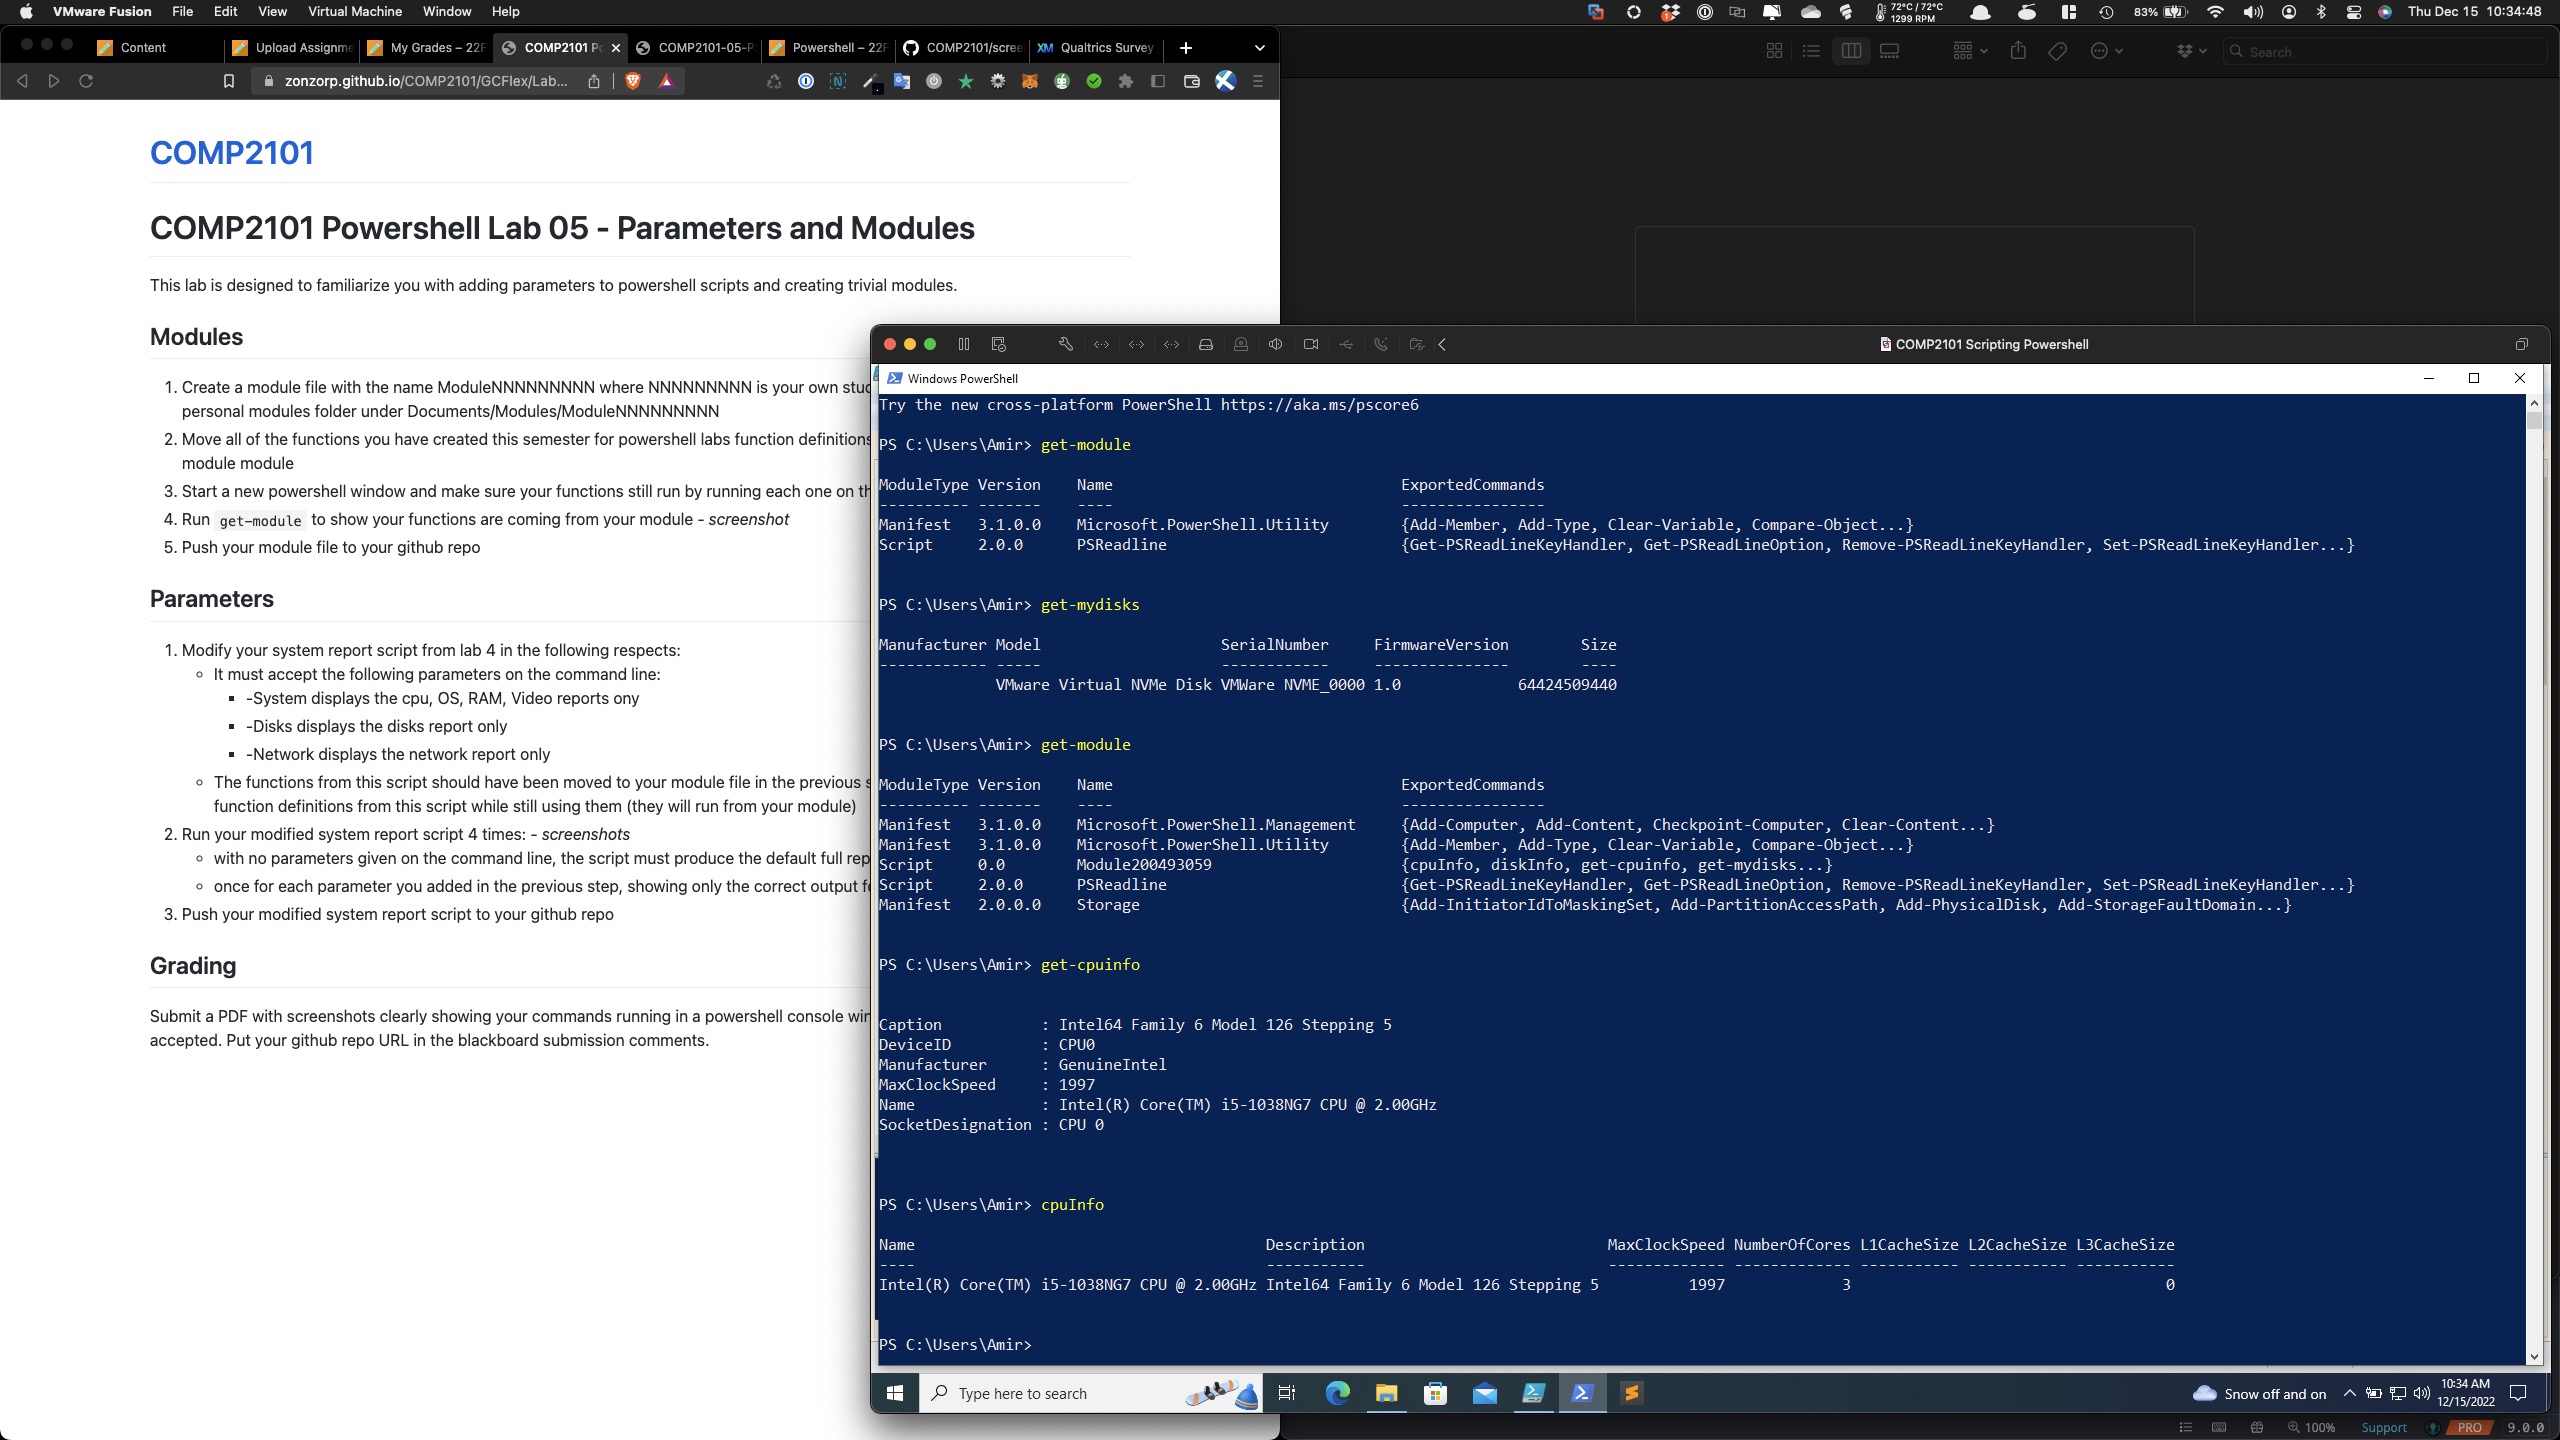 VMware Fusion File Edit View Virtual Machine Window Help
72°C / 72°C
1299 RPM
83%
Thu Dec 15 10:34:48
Content
Upload Assignme
My Grades – 22F
COMP2101 Po
COMP2101-05-P
Powershell – 22F
COMP2101/scree
XM Qualtrics Survey
zonzorp.github.io/COMP2101/GCFlex/Lab...
Search
COMP2101
COMP2101 Powershell Lab 05 - Parameters and Modules
This lab is designed to familiarize you with adding parameters to powershell scripts and creating trivial modules.
Modules
1. Create a module file with the name ModuleNNNNNNNNN where NNNNNNNNN is your own stud
personal modules folder under Documents/Modules/ModuleNNNNNNNNN
2. Move all of the functions you have created this semester for powershell labs function definitions
module module
3. Start a new powershell window and make sure your functions still run by running each one on th
4. Run get-module to show your functions are coming from your module - screenshot
5. Push your module file to your github repo
Parameters
1. Modify your system report script from lab 4 in the following respects:
It must accept the following parameters on the command line:
-System displays the cpu, OS, RAM, Video reports ony
-Disks displays the disks report only
-Network displays the network report only
The functions from this script should have been moved to your module file in the previous s
function definitions from this script while still using them (they will run from your module)
2. Run your modified system report script 4 times: - screenshots
with no parameters given on the command line, the script must produce the default full rep
once for each parameter you added in the previous step, showing only the correct output f
3. Push your modified system report script to your github repo
Grading
Submit a PDF with screenshots clearly showing your commands running in a powershell console win
accepted. Put your github repo URL in the blackboard submission comments.
COMP2101 Scripting Powershell
Windows PowerShell
Try the new cross-platform PowerShell https://aka.ms/pscore6
PS C:\Users\Amir> get-module
ModuleType Version    Name                                ExportedCommands
---------- -------    ----                                ----------------
Manifest   3.1.0.0    Microsoft.PowerShell.Utility        {Add-Member, Add-Type, Clear-Variable, Compare-Object...}
Script     2.0.0      PSReadline                          {Get-PSReadLineKeyHandler, Get-PSReadLineOption, Remove-PSReadLineKeyHandler, Set-PSReadLineKeyHandler...}
PS C:\Users\Amir> get-mydisks
Manufacturer Model                    SerialNumber     FirmwareVersion        Size
------------ -----                    ------------     ---------------        ----
             VMware Virtual NVMe Disk VMWare NVME_0000 1.0             64424509440
PS C:\Users\Amir> get-module
ModuleType Version    Name                                ExportedCommands
---------- -------    ----                                ----------------
Manifest   3.1.0.0    Microsoft.PowerShell.Management     {Add-Computer, Add-Content, Checkpoint-Computer, Clear-Content...}
Manifest   3.1.0.0    Microsoft.PowerShell.Utility        {Add-Member, Add-Type, Clear-Variable, Compare-Object...}
Script     0.0        Module200493059                     {cpuInfo, diskInfo, get-cpuinfo, get-mydisks...}
Script     2.0.0      PSReadline                          {Get-PSReadLineKeyHandler, Get-PSReadLineOption, Remove-PSReadLineKeyHandler, Set-PSReadLineKeyHandler...}
Manifest   2.0.0.0    Storage                             {Add-InitiatorIdToMaskingSet, Add-PartitionAccessPath, Add-PhysicalDisk, Add-StorageFaultDomain...}
PS C:\Users\Amir> get-cpuinfo
Caption           : Intel64 Family 6 Model 126 Stepping 5
DeviceID          : CPU0
Manufacturer      : GenuineIntel
MaxClockSpeed     : 1997
Name              : Intel(R) Core(TM) i5-1038NG7 CPU @ 2.00GHz
SocketDesignation : CPU 0
PS C:\Users\Amir> cpuInfo
Name                                       Description                           MaxClockSpeed NumberOfCores L1CacheSize L2CacheSize L3CacheSize
----                                       -----------                           ------------- ------------- ----------- ----------- -----------
Intel(R) Core(TM) i5-1038NG7 CPU @ 2.00GHz Intel64 Family 6 Model 126 Stepping 5          1997             3                                   0
PS C:\Users\Amir>
Type here to search
Snow off and on
10:34 AM
12/15/2022
100% Support PRO 9.0.0